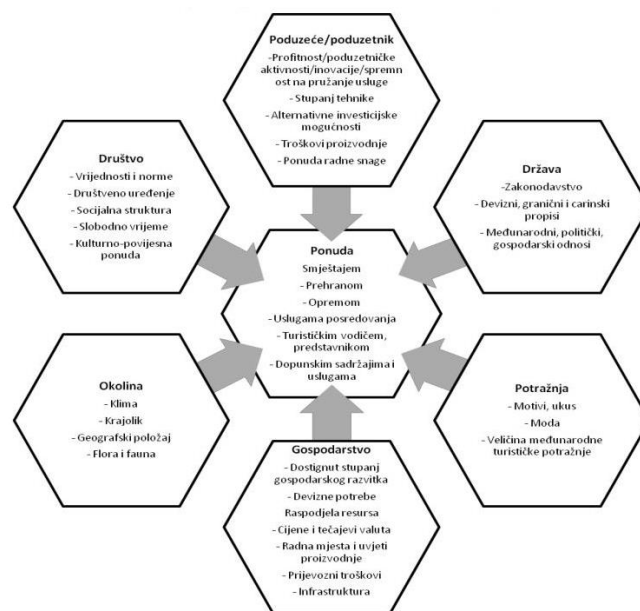 Poduzeće/poduzetnik
-Profitnost/poduzetničke
aktivnosti/inovacije/spremn
ost na pružanje usluge
- Stupanj tehnike
- Alternativne investicijske
mogućnosti
- Troškovi proizvodnje
- Ponuda radne snage
Društvo
- Vrijednosti i norme
- Društveno uređenje
- Socijalna struktura
- Slobodno vrijeme
- Kulturno-povijesna
ponuda
Država
-Zakonodavstvo
- Devizni, granični i carinski
propisi
- Međunarodni, politički,
gospodarski odnosi
Ponuda
Smještajem
- Prehranom
- Opremom
- Uslugama posredovanja
- Turističkim vodičem,
predstavnikom
- Dopunskim sadržajima i
uslugama
Okolina
- Klima
- Krajolik
- Geografski položaj
- Flora i fauna
Potražnja
- Motivi, ukus
- Moda
- Veličina međunarodne
turističke potražnje
Gospodarstvo
- Dostignut stupanj
gospodarskog razvitka
- Devizne potrebe
Raspodjela resursa
- Cijene i tečajevi valuta
- Radna mjesta i uvjeti
proizvodnje
- Prijevozni troškovi
- Infrastruktura